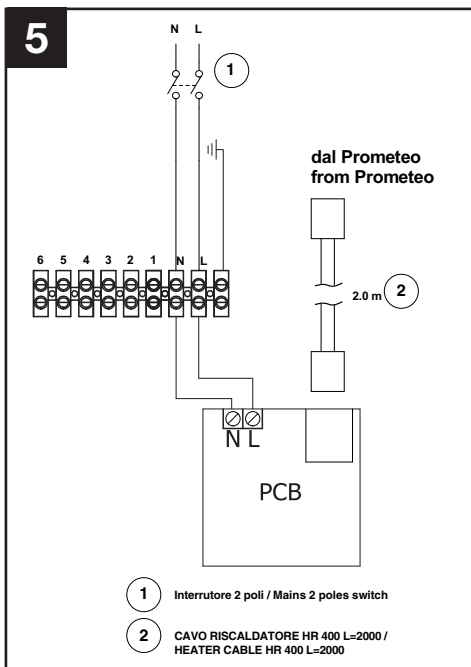 5
N L
1
dal Prometeo
from Prometeo
6 5 4 3 2 1 N L
2.0 m 2
N L
PCB
1 Interrutore 2 poli / Mains 2 poles switch
2 CAVO RISCALDATORE HR 400 L=2000 /
HEATER CABLE HR 400 L=2000